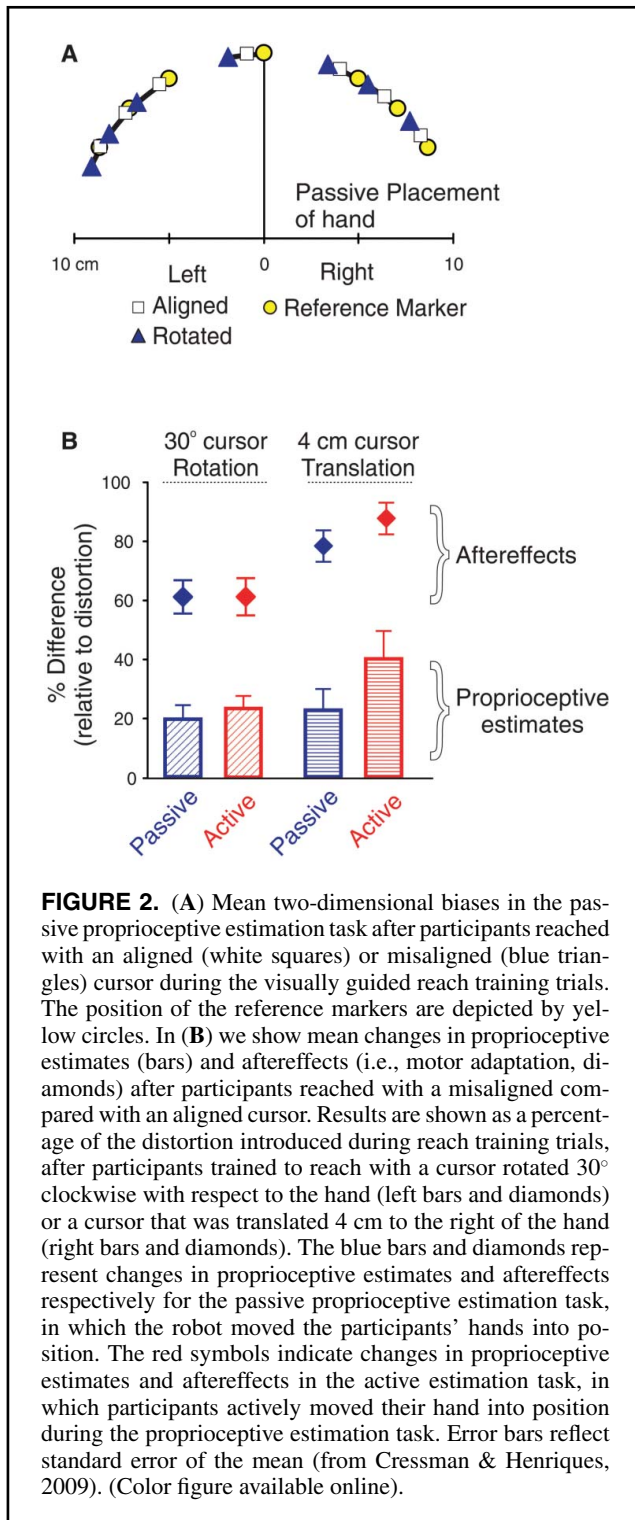 A
Passive Placement
of hand
10 cm
0
10
Left
Right
Aligned
Reference Marker
Rotated
B
30° cursor
Rotation
4 cm cursor
Translation
100
80
60
40
20
0
% Difference
(relative to distortion)
Aftereffects
Proprioceptive
estimates
Passive
Active
Passive
Active
FIGURE 2. (A) Mean two-dimensional biases in the pas-
sive proprioceptive estimation task after participants reached
with an aligned (white squares) or misaligned (blue trian-
gles) cursor during the visually guided reach training trials.
The position of the reference markers are depicted by yel-
low circles. In (B) we show mean changes in proprioceptive
estimates (bars) and aftereffects (i.e., motor adaptation, di-
amonds) after participants reached with a misaligned com-
pared with an aligned cursor. Results are shown as a percent-
age of the distortion introduced during reach training trials,
after participants trained to reach with a cursor rotated 30°
clockwise with respect to the hand (left bars and diamonds)
or a cursor that was translated 4 cm to the right of the hand
(right bars and diamonds). The blue bars and diamonds rep-
resent changes in proprioceptive estimates and aftereffects
respectively for the passive proprioceptive estimation task,
in which the robot moved the participants' hands into po-
sition. The red symbols indicate changes in proprioceptive
estimates and aftereffects in the active estimation task, in
which participants actively moved their hand into position
during the proprioceptive estimation task. Error bars reflect
standard error of the mean (from Cressman & Henriques,
2009). (Color figure available online).